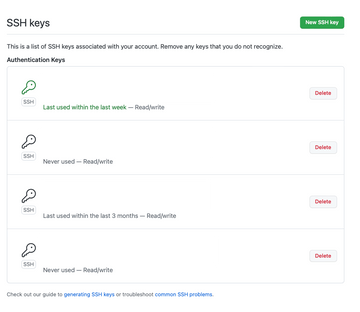 SSH keys
New SSH key
This is a list of SSH keys associated with your account. Remove any keys that you do not recognize.
Authentication Keys
SSH
Last used within the last week — Read/write
Delete
SSH
Never used — Read/write
Delete
SSH
Last used within the last 3 months — Read/write
Delete
SSH
Never used — Read/write
Delete
Check out our guide to generating SSH keys or troubleshoot common SSH problems.